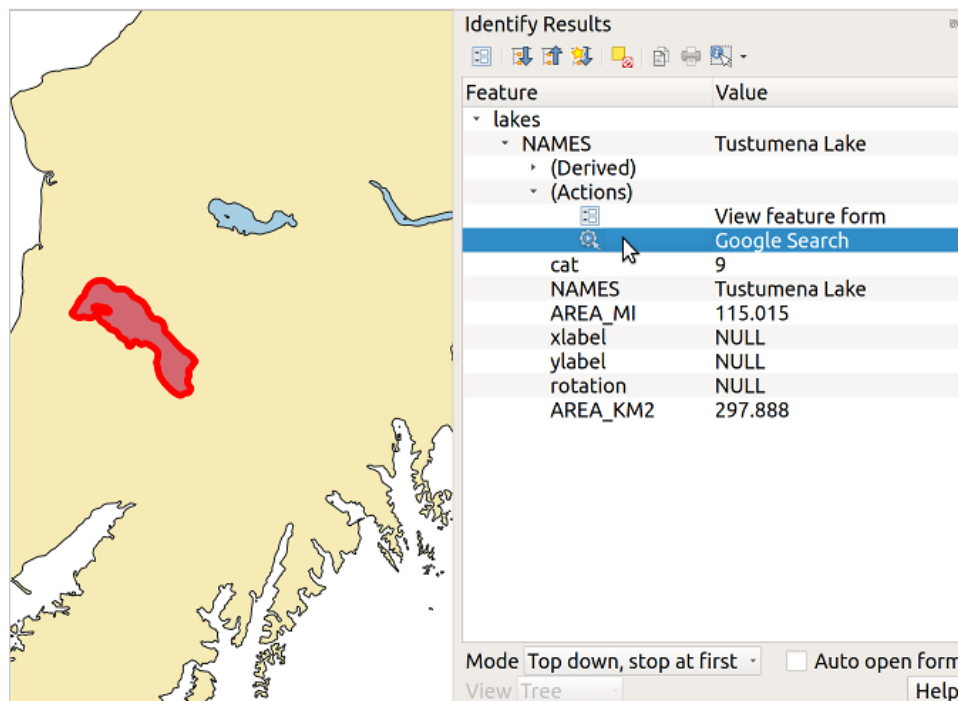 Identify Results
Feature Value
lakes
NAMES Tustumena Lake
(Derived)
(Actions)
View feature form
Google Search
cat 9
NAMES Tustumena Lake
AREA_MI 115.015
xlabel NULL
ylabel NULL
rotation NULL
AREA_KM2 297.888
Mode Top down, stop at first Auto open form
View Tree Help